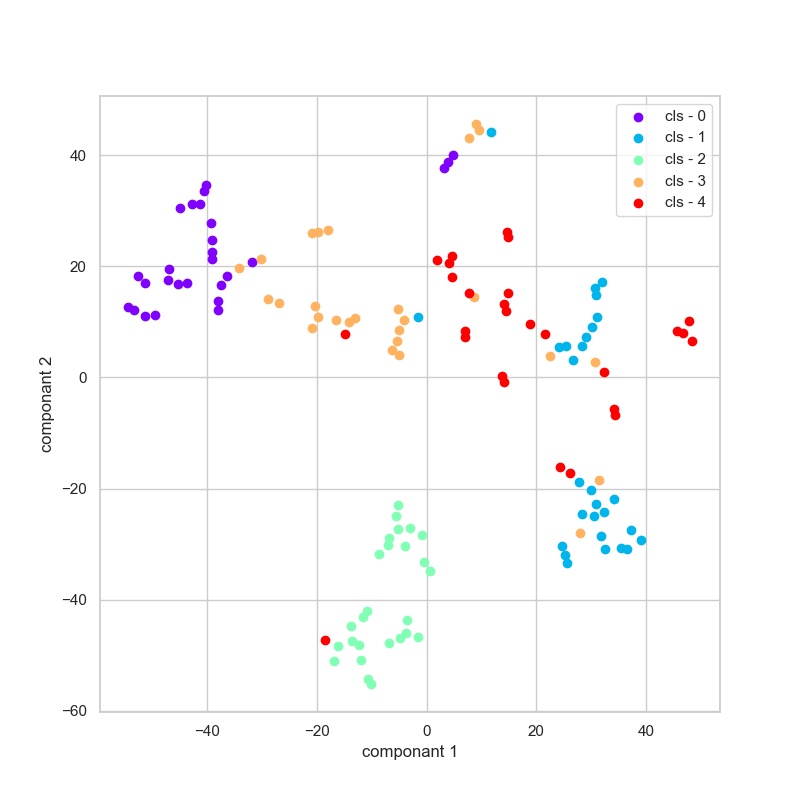 cls - 0
cls - 1
cls - 2
cls - 3
cls - 4
40
20
0
−20
−40
−60
componant 2
−40
−20
0
20
40
componant 1